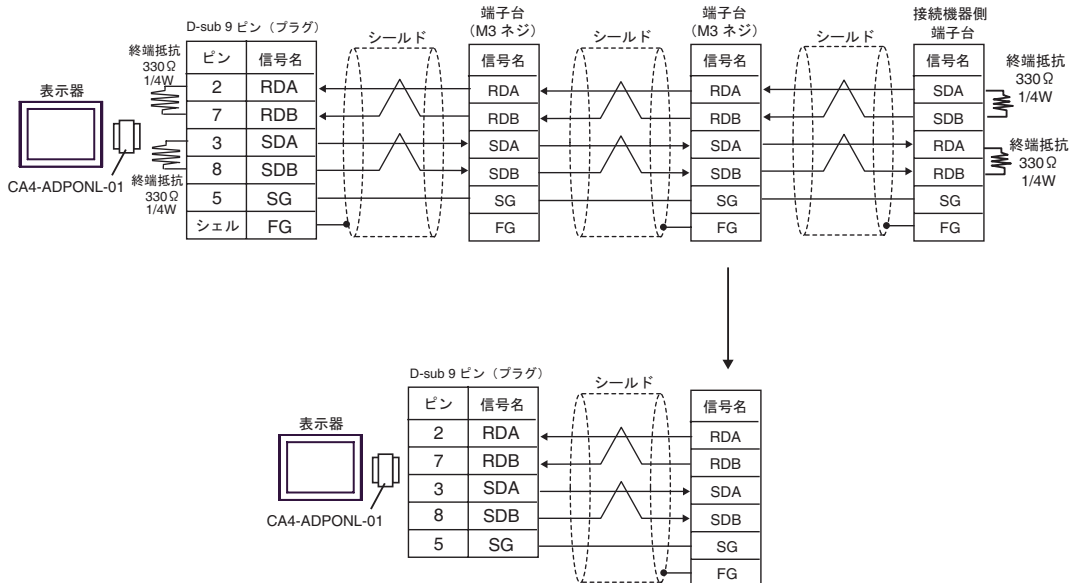 D-sub 9 ピン（プラグ）
端子台
（M3 ネジ）
端子台
（M3 ネジ）
接続機器側
端子台
終端抵抗
330Ω
1/4W
シールド
シールド
シールド
終端抵抗
330Ω
1/4W
表示器
CA4-ADPONL-01
終端抵抗
330Ω
1/4W
終端抵抗
330Ω
1/4W
ピン 信号名
2 RDA
7 RDB
3 SDA
8 SDB
5 SG
シェル FG
信号名
RDA
RDB
SDA
SDB
SG
FG
信号名
RDA
RDB
SDA
SDB
SG
FG
信号名
SDA
SDB
RDA
RDB
SG
FG
D-sub 9 ピン（プラグ）
シールド
表示器
CA4-ADPONL-01
ピン 信号名
2 RDA
7 RDB
3 SDA
8 SDB
5 SG
信号名
RDA
RDB
SDA
SDB
SG
FG